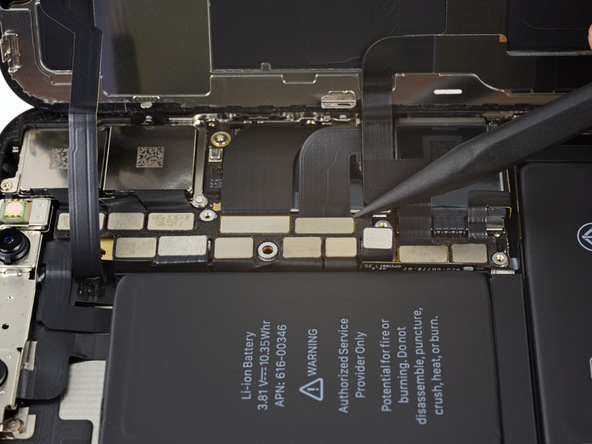 Li-ion Battery
3.81 V⎓10.35Whr
APN: 616-00346
WARNING
Authorized Service
Provider Only
Potential for fire or
burning. Do not
disassemble, puncture,
crush, heat, or burn.